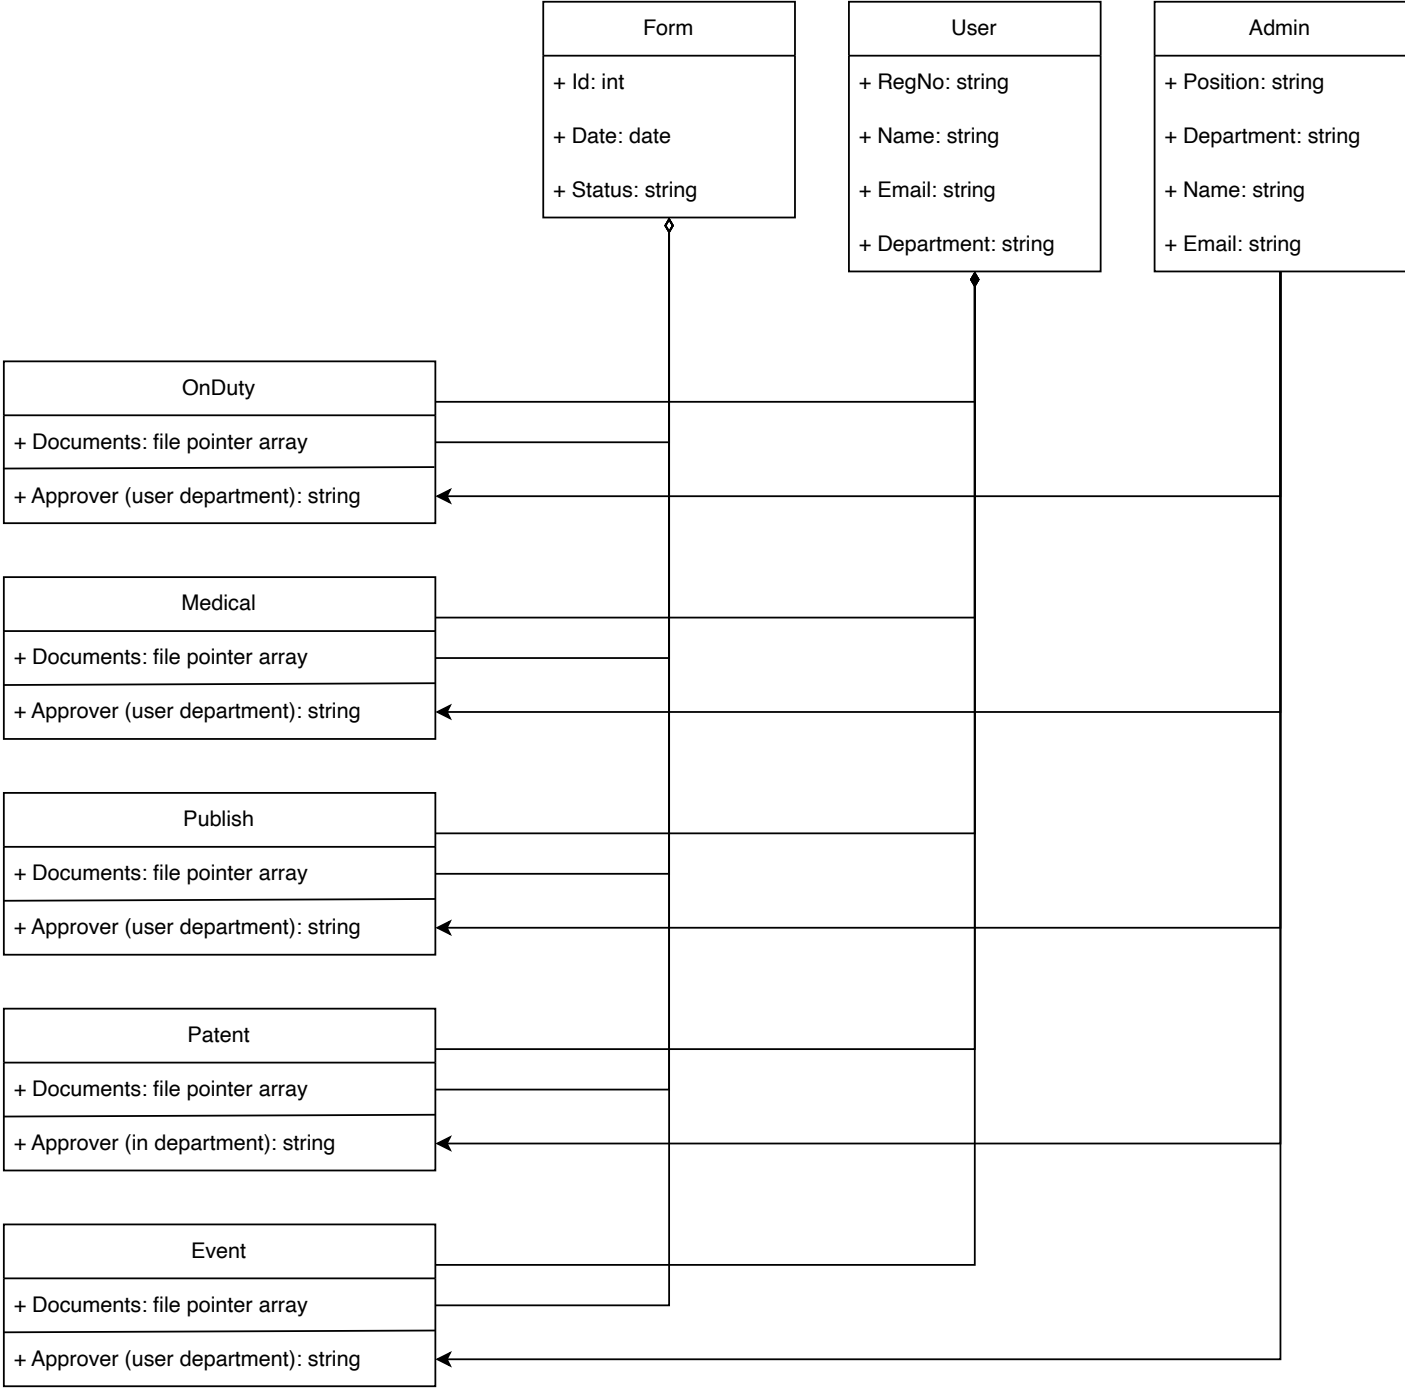 Form
+ Id: int
+ Date: date
+ Status: string
User
+ RegNo: string
+ Name: string
+ Email: string
+ Department: string
Admin
+ Position: string
+ Department: string
+ Name: string
+ Email: string
OnDuty
+ Documents: file pointer array
+ Approver (user department): string
Medical
+ Documents: file pointer array
+ Approver (user department): string
Publish
+ Documents: file pointer array
+ Approver (user department): string
Patent
+ Documents: file pointer array
+ Approver (in department): string
Event
+ Documents: file pointer array
+ Approver (user department): string